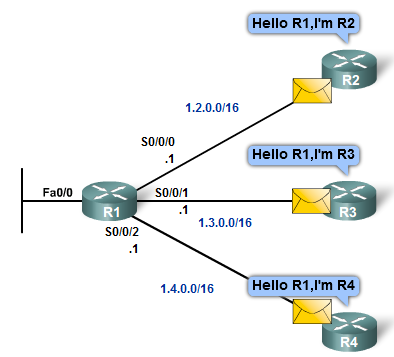 Hello R1,I'm R2
R2
1.2.0.0/16
S0/0/0
.1
Hello R1,I'm R3
Fa0/0
R1
S0/0/1
.1
R3
1.3.0.0/16
S0/0/2
.1
1.4.0.0/16
Hello R1,I'm R4
R4